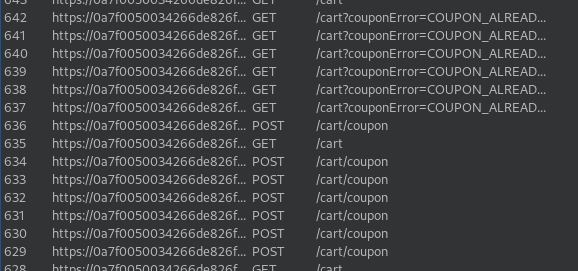 643 https://0a7f0050034266de826f... GET /cart
642 https://0a7f0050034266de826f... GET /cart?couponError=COUPON_ALREAD...
641 https://0a7f0050034266de826f... GET /cart?couponError=COUPON_ALREAD...
640 https://0a7f0050034266de826f... GET /cart?couponError=COUPON_ALREAD...
639 https://0a7f0050034266de826f... GET /cart?couponError=COUPON_ALREAD...
638 https://0a7f0050034266de826f... GET /cart?couponError=COUPON_ALREAD...
637 https://0a7f0050034266de826f... GET /cart?couponError=COUPON_ALREAD...
636 https://0a7f0050034266de826f... POST /cart/coupon
635 https://0a7f0050034266de826f... GET /cart
634 https://0a7f0050034266de826f... POST /cart/coupon
633 https://0a7f0050034266de826f... POST /cart/coupon
632 https://0a7f0050034266de826f... POST /cart/coupon
631 https://0a7f0050034266de826f... POST /cart/coupon
630 https://0a7f0050034266de826f... POST /cart/coupon
629 https://0a7f0050034266de826f... POST /cart/coupon
628 https://0a7f0050034266de826f... GET /cart